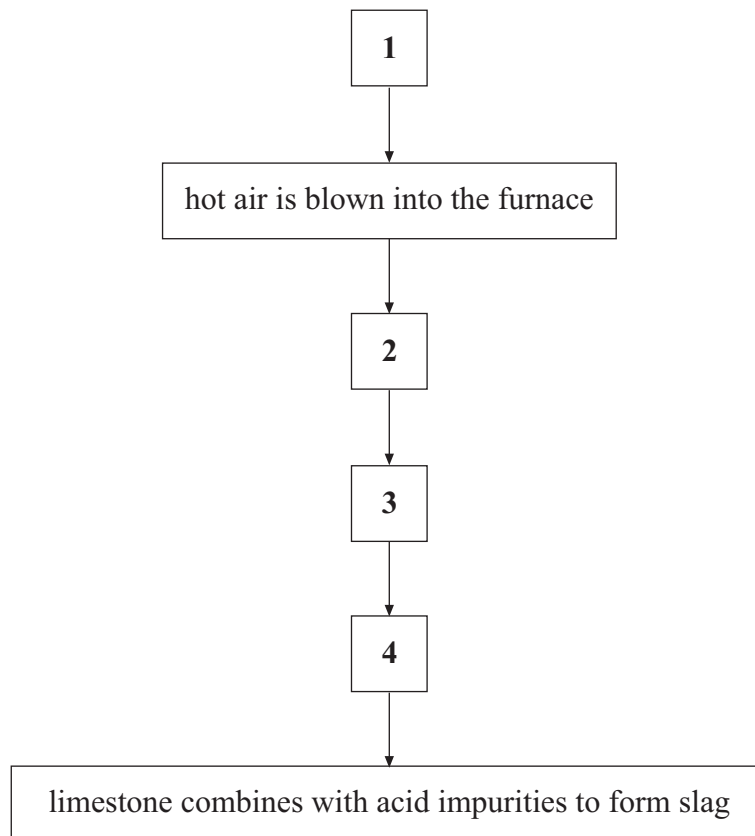 1
hot air is blown into the furnace
2
3
4
limestone combines with acid impurities to form slag